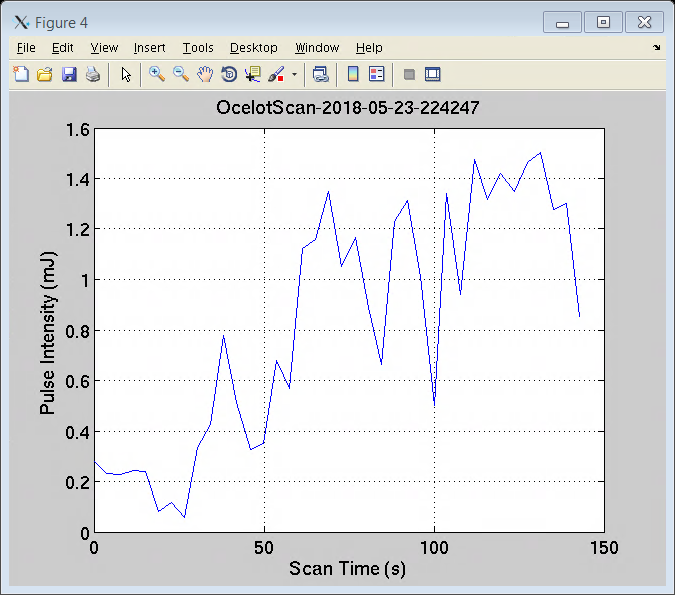 Figure 4
File Edit View Insert Tools Desktop Window Help
OcelotScan-2018-05-23-224247
1.6
1.4
1.2
1
0.8
0.6
0.4
0.2
0
Pulse Intensity (mJ)
0 50 100 150
Scan Time (s)